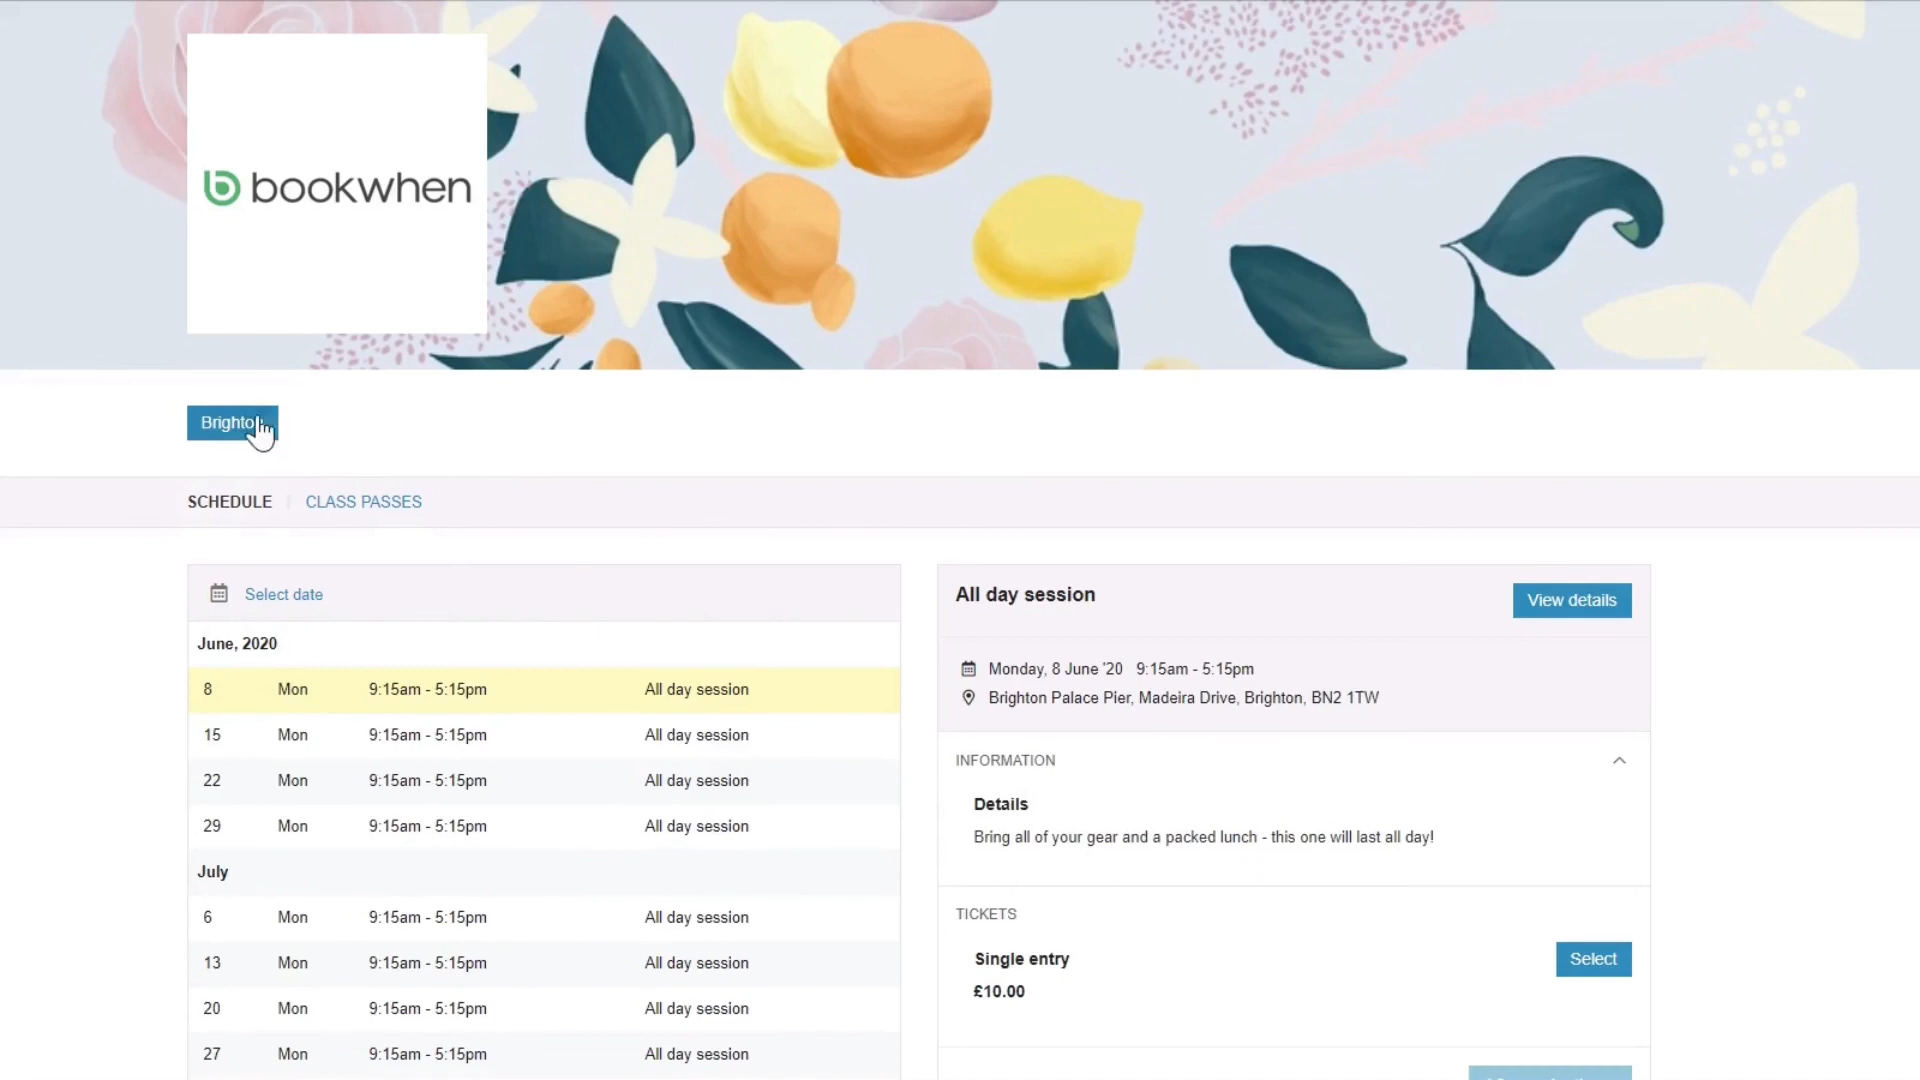 bookwhen
Brighto
SCHEDULE CLASS PASSES
Select date
June, 2020
8 Mon 9:15am - 5:15pm All day session
15 Mon 9:15am - 5:15pm All day session
22 Mon 9:15am - 5:15pm All day session
29 Mon 9:15am - 5:15pm All day session
July
6 Mon 9:15am - 5:15pm All day session
13 Mon 9:15am - 5:15pm All day session
20 Mon 9:15am - 5:15pm All day session
27 Mon 9:15am - 5:15pm All day session
All day session
View details
Monday, 8 June '20 9:15am - 5:15pm
Brighton Palace Pier, Madeira Drive, Brighton, BN2 1TW
INFORMATION
Details
Bring all of your gear and a packed lunch - this one will last all day!
TICKETS
Single entry
Select
£10.00